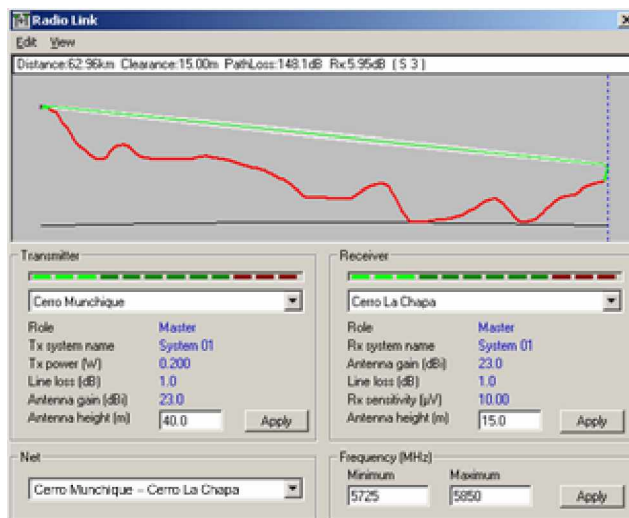 Radio Link
Edit View
Distance:62.96km Clearance:15.00m PathLoss:148.1dB Rx:5.95dB (S 3)
Transmitter
Cerro Munchique
Role Master
Tx system name System 01
Tx power (W) 0.200
Line loss (dB) 1.0
Antenna gain (dBi) 23.0
Antenna height (m) 40.0 Apply
Receiver
Cerro La Chapa
Role Master
Rx system name System 01
Antenna gain (dBi) 23.0
Line loss (dB) 1.0
Rx sensitivity (µV) 10.00
Antenna height (m) 15.0 Apply
Net
Cerro Munchique – Cerro La Chapa
Frequency (MHz)
Minimum Maximum
5725 5850 Apply